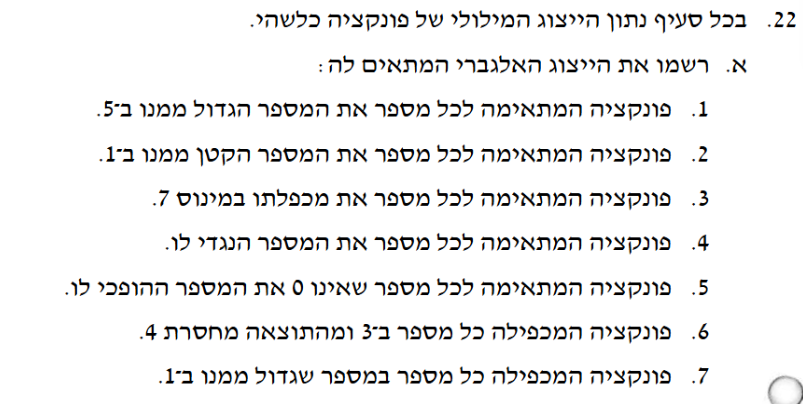 22. בכל סעיף נתון הייצוג המילולי של פונקציה כלשהי.
א. רשמו את הייצוג האלגברי המתאים לה:
1. פונקציה המתאימה לכל מספר את המספר הגדול ממנו ב־5.
2. פונקציה המתאימה לכל מספר את המספר הקטן ממנו ב־1.
3. פונקציה המתאימה לכל מספר את מכפלתו במינוס 7.
4. פונקציה המתאימה לכל מספר את המספר הנגדי לו.
5. פונקציה המתאימה לכל מספר שאינו 0 את המספר ההופכי לו.
6. פונקציה המכפילה כל מספר ב־3 ומהתוצאה מחסרת 4.
7. פונקציה המכפילה כל מספר במספר שגדול ממנו ב־1.